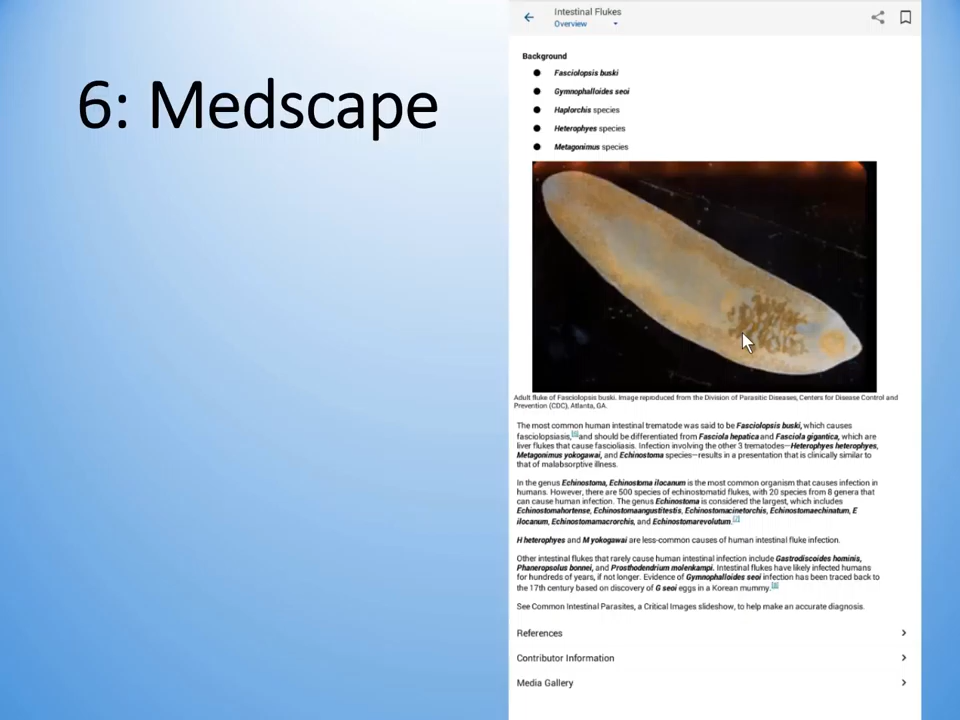 6: Medscape
Intestinal Flukes
Overview
Background
Fasciolopsis buski
Gymnophalloides seoi
Haplorchis species
Heterophyes species
Metagonimus species
Adult fluke of Fasciolopsis buski. Image reproduced from the Division of Parasitic Diseases, Centers for Disease Control and
Prevention (CDC), Atlanta, GA.
The most common human intestinal trematode was said to be Fasciolopsis buski, which causes
fasciolopsiasis,[6]and should be differentiated from Fasciola hepatica and Fasciola gigantica, which are
liver flukes that cause fascioliasis. Infection involving the other 3 trematodes—Heterophyes heterophyes,
Metagonimus yokogawai, and Echinostoma species—results in a presentation that is clinically similar to
that of malabsorptive illness.
In the genus Echinostoma, Echinostoma ilocanum is the most common organism that causes infection in
humans. However, there are 500 species of echinostomatid flukes, with 20 species from 8 genera that
can cause human infection. The genus Echinostoma is considered the largest, which includes
Echinostomahortense, Echinostomaangustitestis, Echinostomacinetorchis, Echinostomaechinatum, E
ilocanum, Echinostomamacrorchis, and Echinostomarevolutum.[7]
H heterophyes and M yokogawai are less-common causes of human intestinal fluke infection.
Other intestinal flukes that rarely cause human intestinal infection include Gastrodiscoides hominis,
Phaneropsolus bonnei, and Prosthodendrium molenkampi. Intestinal flukes have likely infected humans
for hundreds of years, if not longer. Evidence of Gymnophalloides seoi infection has been traced back to
the 17th century based on discovery of G seoi eggs in a Korean mummy.[8]
See Common Intestinal Parasites, a Critical Images slideshow, to help make an accurate diagnosis.
References
Contributor Information
Media Gallery